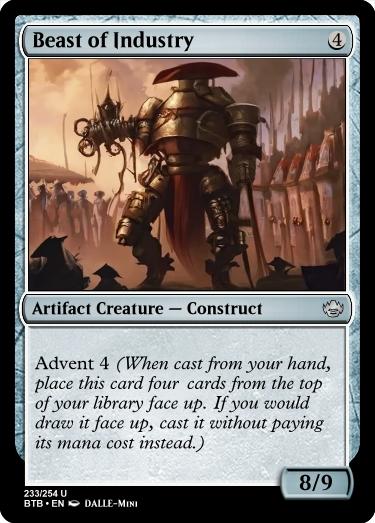 Beast of Industry 4
Artifact Creature — Construct
Advent 4 (When cast from your hand,
place this card four cards from the top
of your library face up. If you would
draw it face up, cast it without paying
its mana cost instead.)
8/9
233/254 U
BTB • EN DALLE-Mini